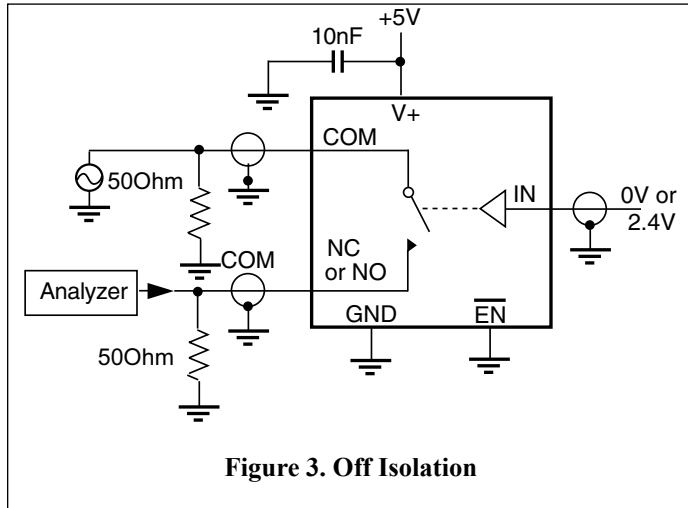 +5V
10nF
V+
COM
50Ohm
IN
0V or
2.4V
NC
or NO
COM
Analyzer
GND
EN
50Ohm
Figure 3. Off Isolation